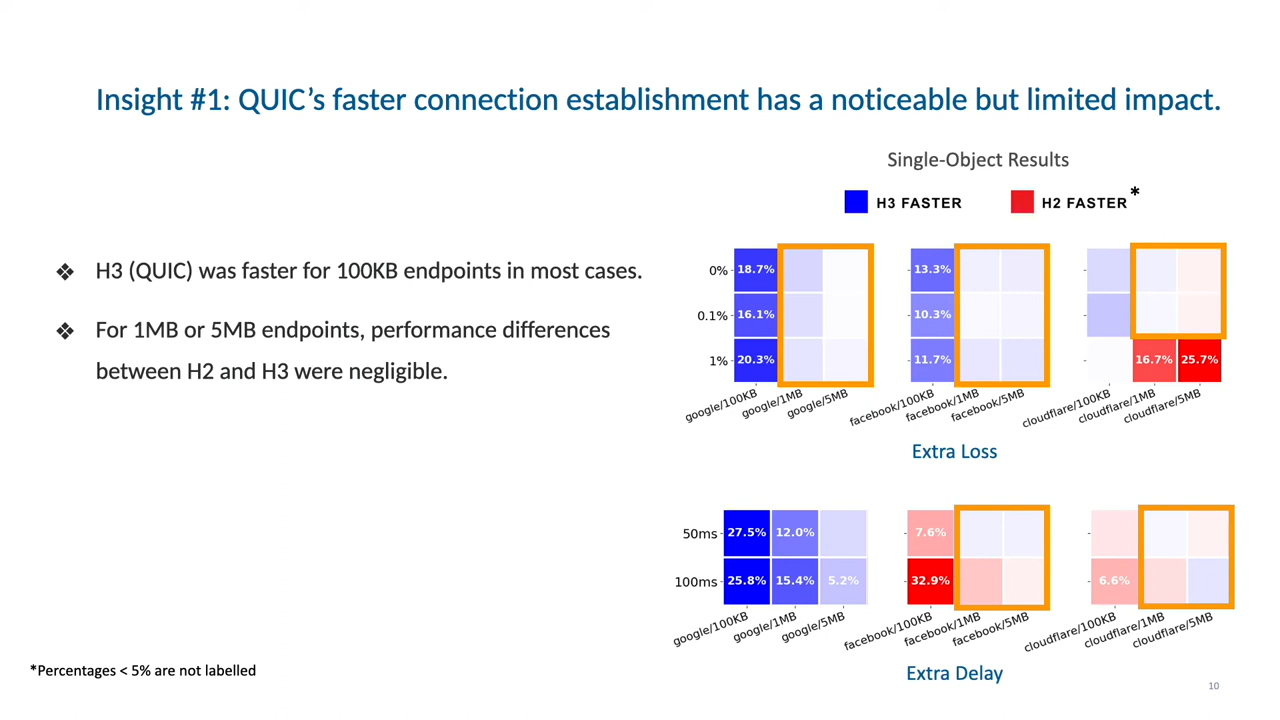 Insight #1: QUIC’s faster connection establishment has a noticeable but limited impact.
❖ H3 (QUIC) was faster for 100KB endpoints in most cases.
❖ For 1MB or 5MB endpoints, performance differences
between H2 and H3 were negligible.
Single-Object Results
H3 FASTER H2 FASTER*
0% 18.7% 13.3%
0.1% 16.1% 10.3%
1% 20.3% 11.7% 16.7% 25.7%
google/100KB google/1MB google/5MB facebook/100KB facebook/1MB facebook/5MB cloudflare/100KB cloudflare/1MB cloudflare/5MB
Extra Loss
50ms 27.5% 12.0% 7.6%
100ms 25.8% 15.4% 5.2% 32.9% 6.6%
google/100KB google/1MB google/5MB facebook/100KB facebook/1MB facebook/5MB cloudflare/100KB cloudflare/1MB cloudflare/5MB
Extra Delay
*Percentages < 5% are not labelled
10